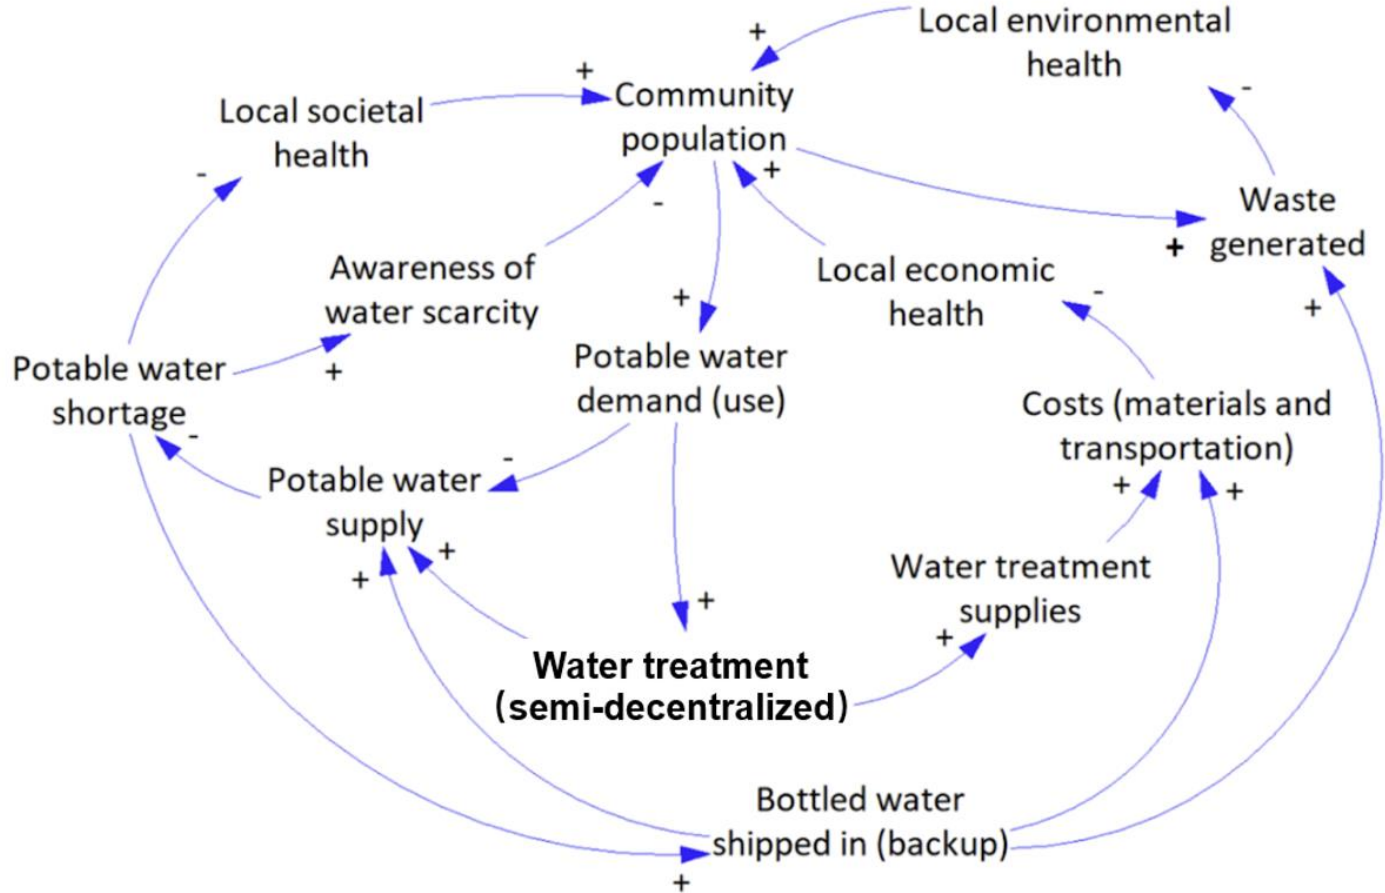 Local environmental
health
+
-
+
Community
population
Local societal
health
-
+
-
Waste
generated
+
+
Awareness of
water scarcity
+
+
Local economic
health
-
Potable water
shortage
-
Potable water
demand (use)
-
Costs (materials and
transportation)
+
+
Potable water
supply
+
+
+
Water treatment
supplies
+
Water treatment
(semi-decentralized)
Bottled water
shipped in (backup)
+